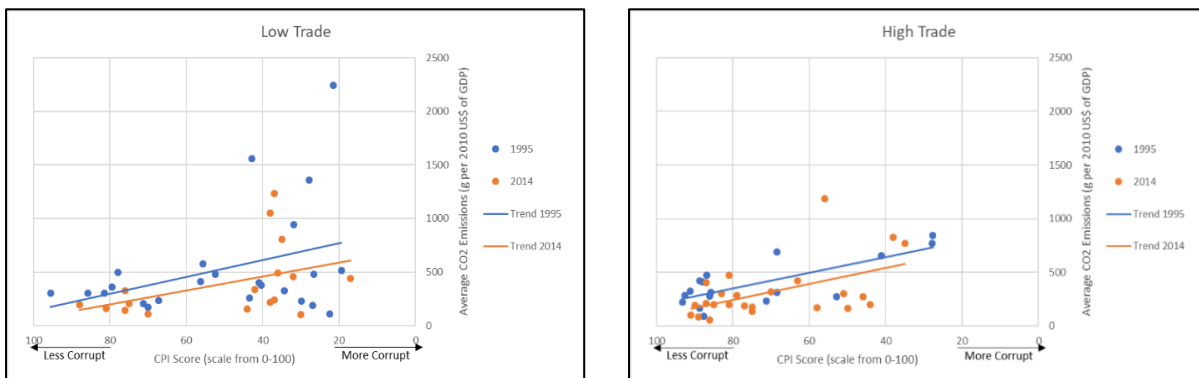 Low Trade
2500
2000
1500
1000
500
0
100
80
60
40
20
0
Average CO2 Emissions (g per 2010 US$ of GDP)
Less Corrupt
CPI Score (scale from 0-100)
More Corrupt
1995
2014
Trend 1995
Trend 2014
High Trade
2500
2000
1500
1000
500
0
100
80
60
40
20
0
Average CO2 Emissions (g per 2010 US$ of GDP)
Less Corrupt
CPI Score (scale from 0-100)
More Corrupt
1995
2014
Trend 1995
Trend 2014